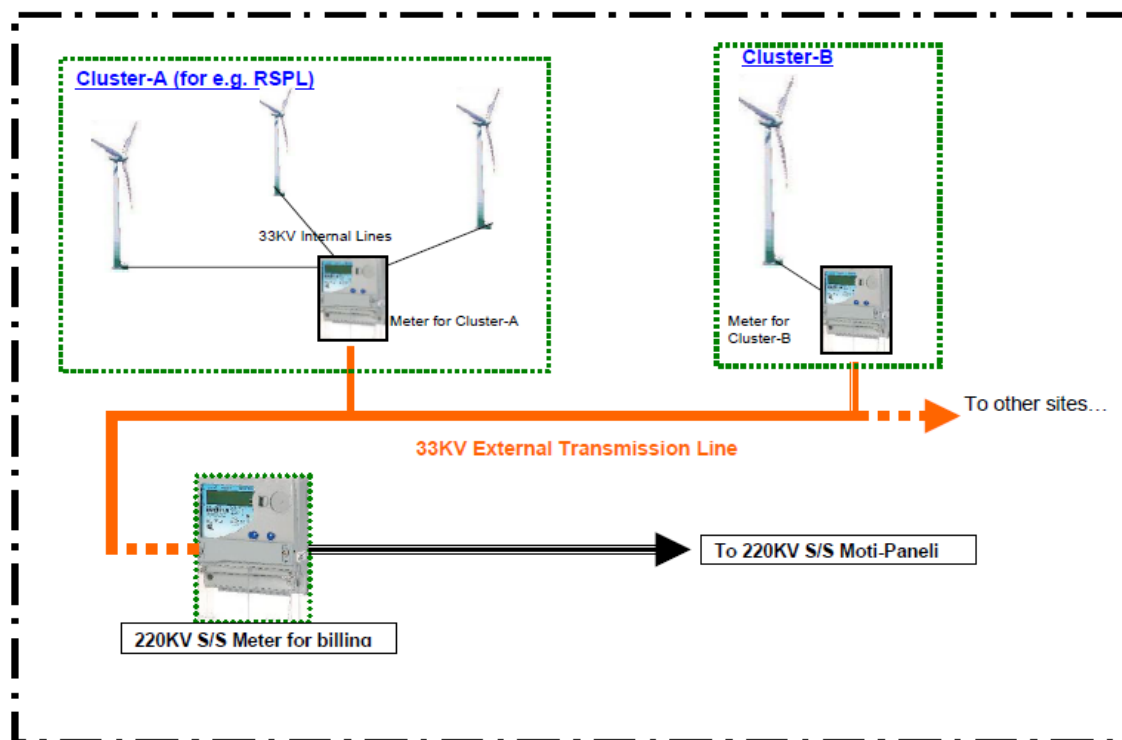 Cluster-A (for e.g. RSPL)
Cluster-B
33KV Internal Lines
Meter for Cluster-A
Meter for
Cluster-B
To other sites...
33KV External Transmission Line
To 220KV S/S Moti-Paneli
220KV S/S Meter for billing